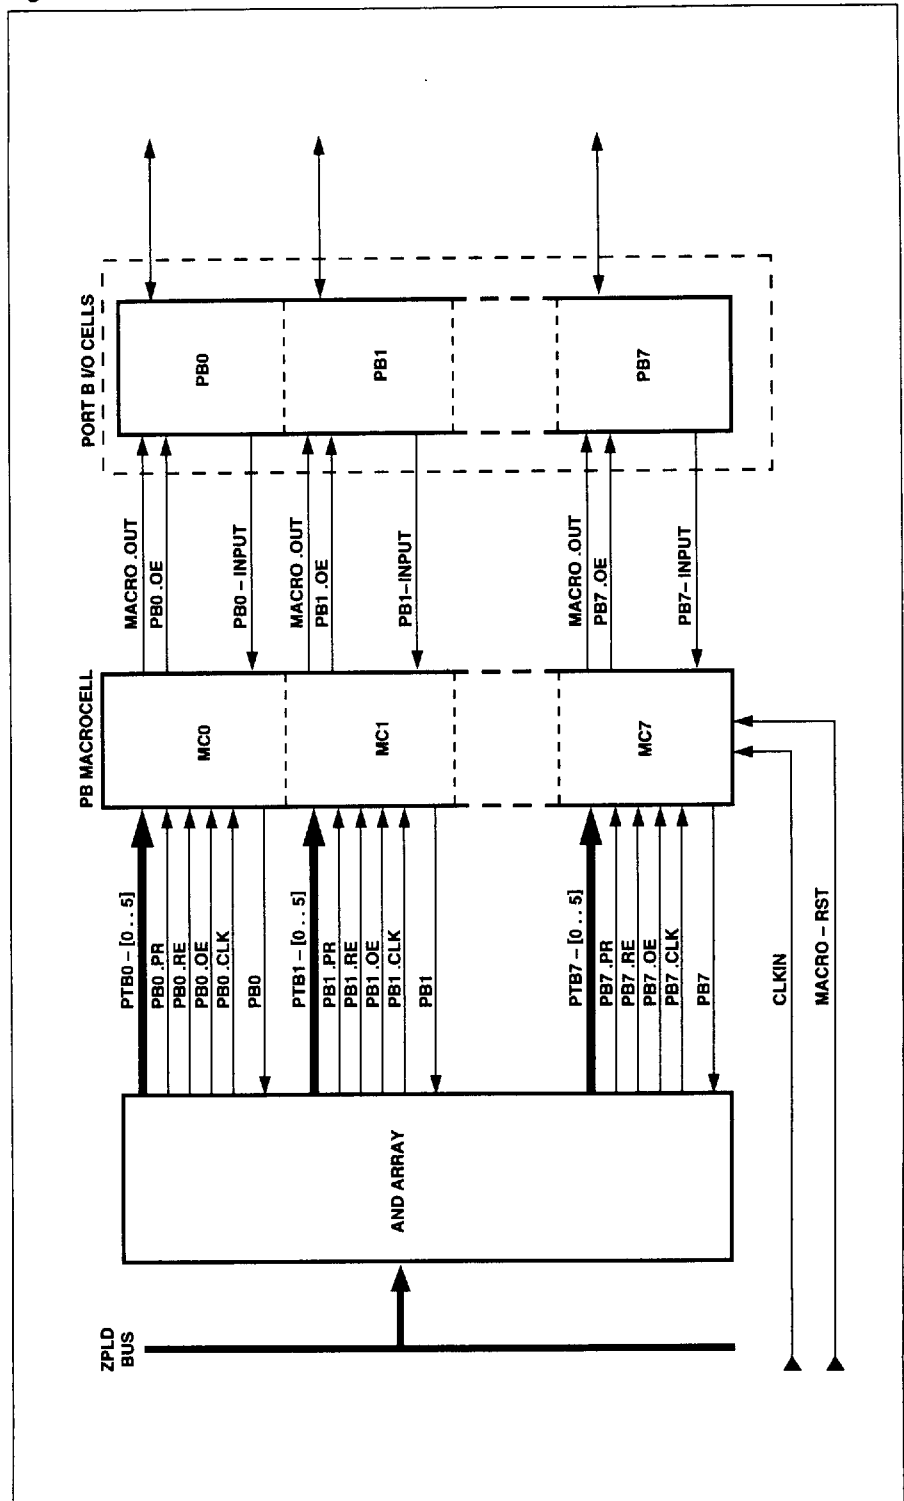 ZPLD
BUS
AND ARRAY
PTB0 – [0 . . 5]
PB0 .PR
PB0 .RE
PB0 .OE
PB0 .CLK
PB0
PTB1 – [0 . . 5]
PB1 .PR
PB1 .RE
PB1 .OE
PB1 .CLK
PB1
PTB7 – [0 . . 5]
PB7 .PR
PB7 .RE
PB7 .OE
PB7 .CLK
PB7
CLKIN
MACRO – RST
PB MACROCELL
MC0
MC1
MC7
MACRO .OUT
PB0 .OE
PB0 – INPUT
MACRO .OUT
PB1 .OE
PB1– INPUT
MACRO .OUT
PB7 .OE
PB7– INPUT
PORT B I/O CELLS
PB0
PB1
PB7